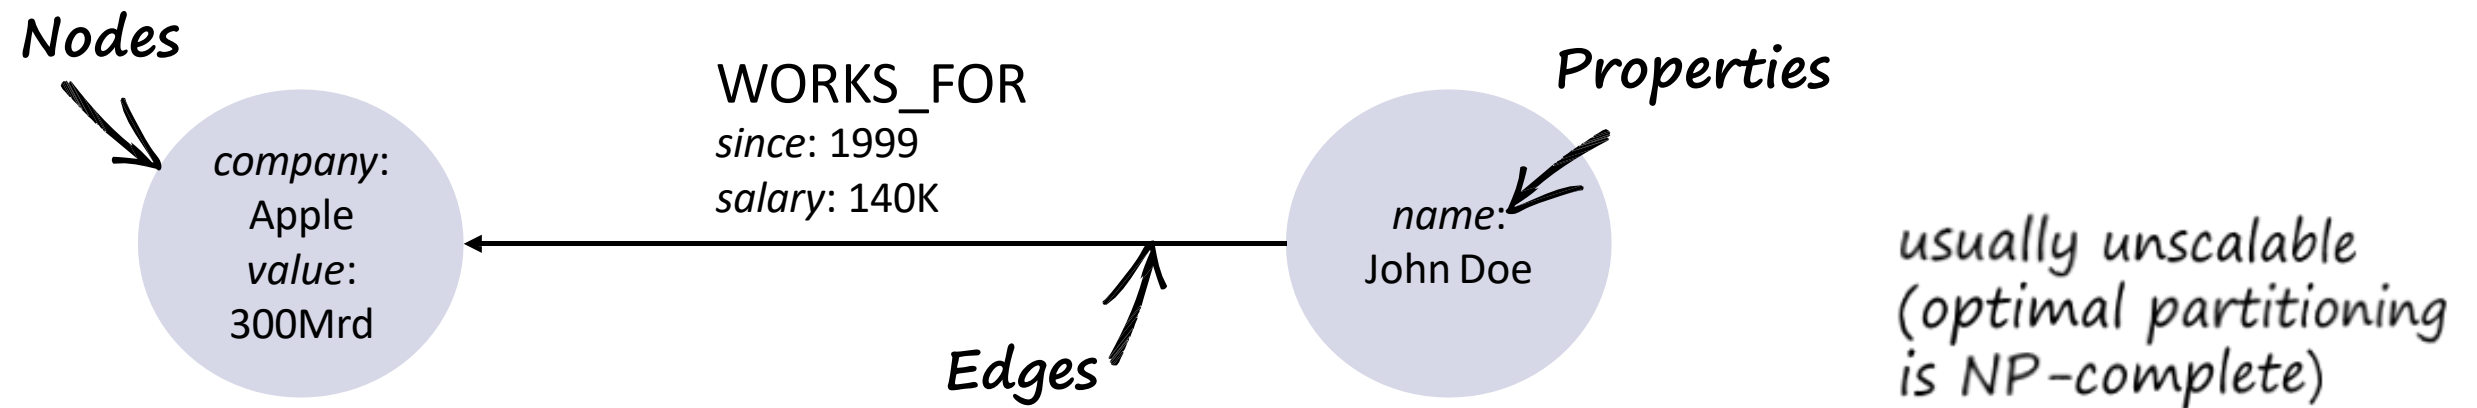 Nodes
company:
Apple
value:
300Mrd
WORKS_FOR
since: 1999
salary: 140K
Edges
Properties
name:
John Doe
usually unscalable
(optimal partitioning
is NP-complete)